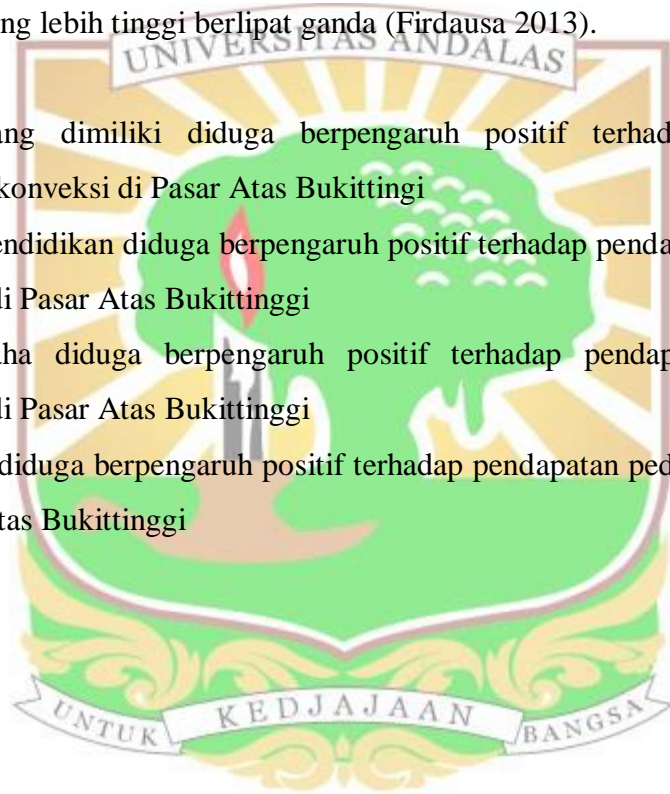 ng lebih tinggi berlipat ganda (Firdausa 2013).
UNIVERSITAS ANDALAS
ang dimiliki diduga berpengaruh positif terhad
konveksi di Pasar Atas Bukittingi
endidikan diduga berpengaruh positif terhadap penda
di Pasar Atas Bukittinggi
aha diduga berpengaruh positif terhadap pendap
di Pasar Atas Bukittinggi
diduga berpengaruh positif terhadap pendapatan ped
tas Bukittinggi
UNTUK KEDJAJAAN BANGSA